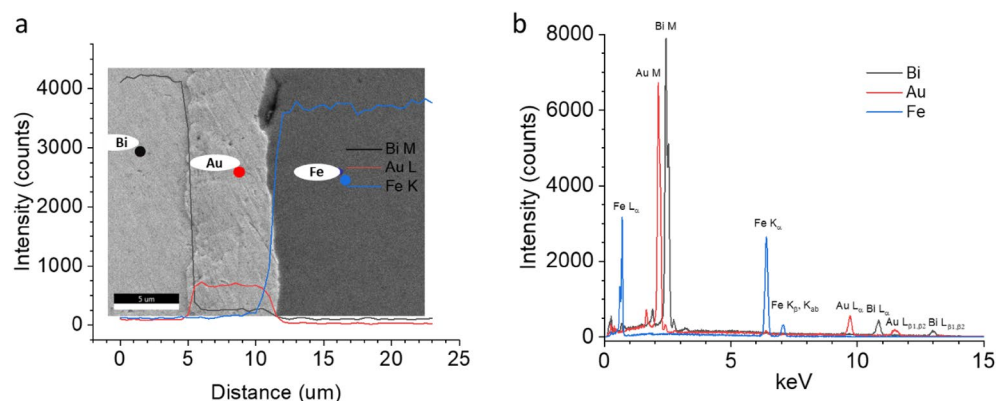 a
4000
3000
2000
1000
0
Intensity (counts)
Bi
Au
Fe
Bi M
Au L
Fe K
5 um
0
5
10
15
20
25
Distance (um)
b
8000
6000
4000
2000
0
Intensity (counts)
Bi M
Au M
Fe Lα
Fe Kα
Fe Kβ, Kab
Au Lα
Bi Lα
Au Lβ1,β2
Bi Lβ1,β2
Bi
Au
Fe
0
5
10
15
keV